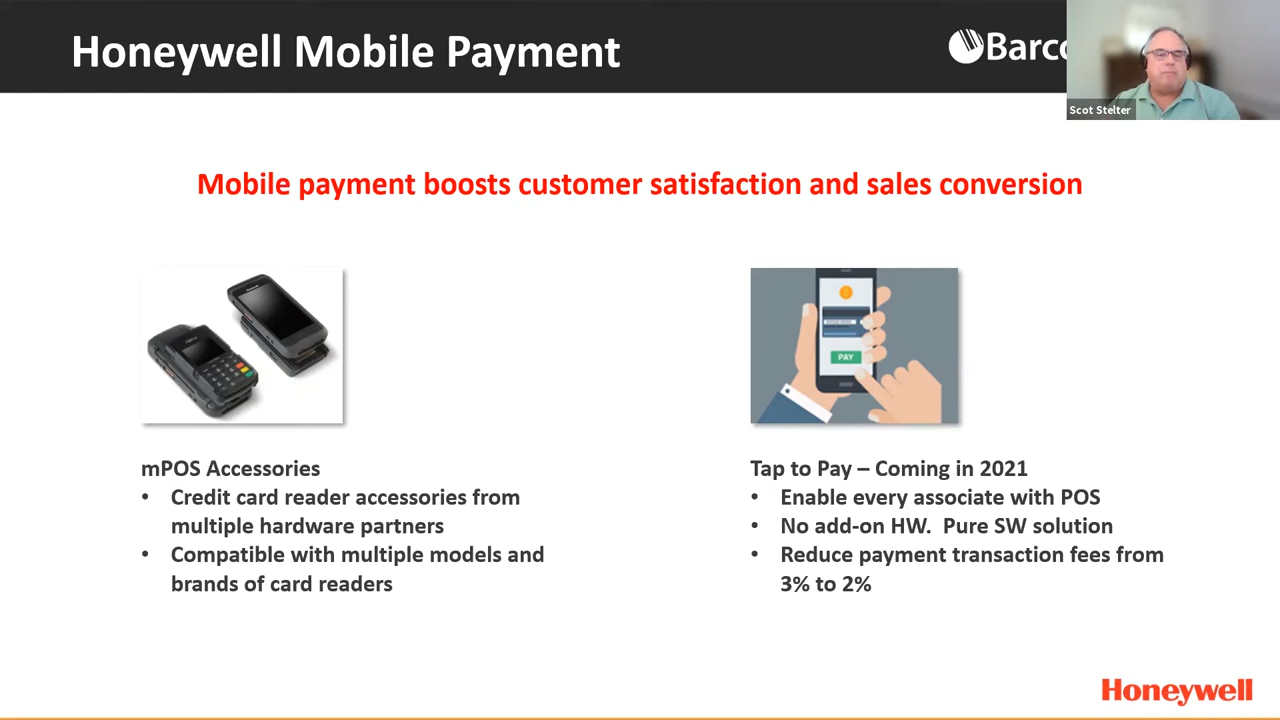 Honeywell Mobile Payment
Scot Stelter
Mobile payment boosts customer satisfaction and sales conversion
PAY
mPOS Accessories
• Credit card reader accessories from
multiple hardware partners
• Compatible with multiple models and
brands of card readers
Tap to Pay – Coming in 2021
• Enable every associate with POS
• No add-on HW. Pure SW solution
• Reduce payment transaction fees from
3% to 2%
Honeywell